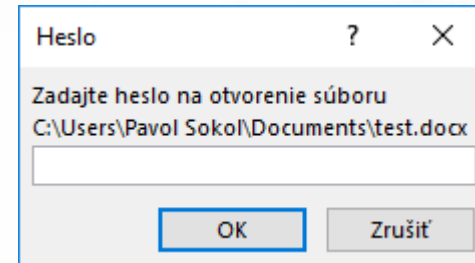 Heslo
Zadajte heslo na otvorenie súboru
C:\Users\Pavol Sokol\Documents\test.docx
OK
Zrušiť